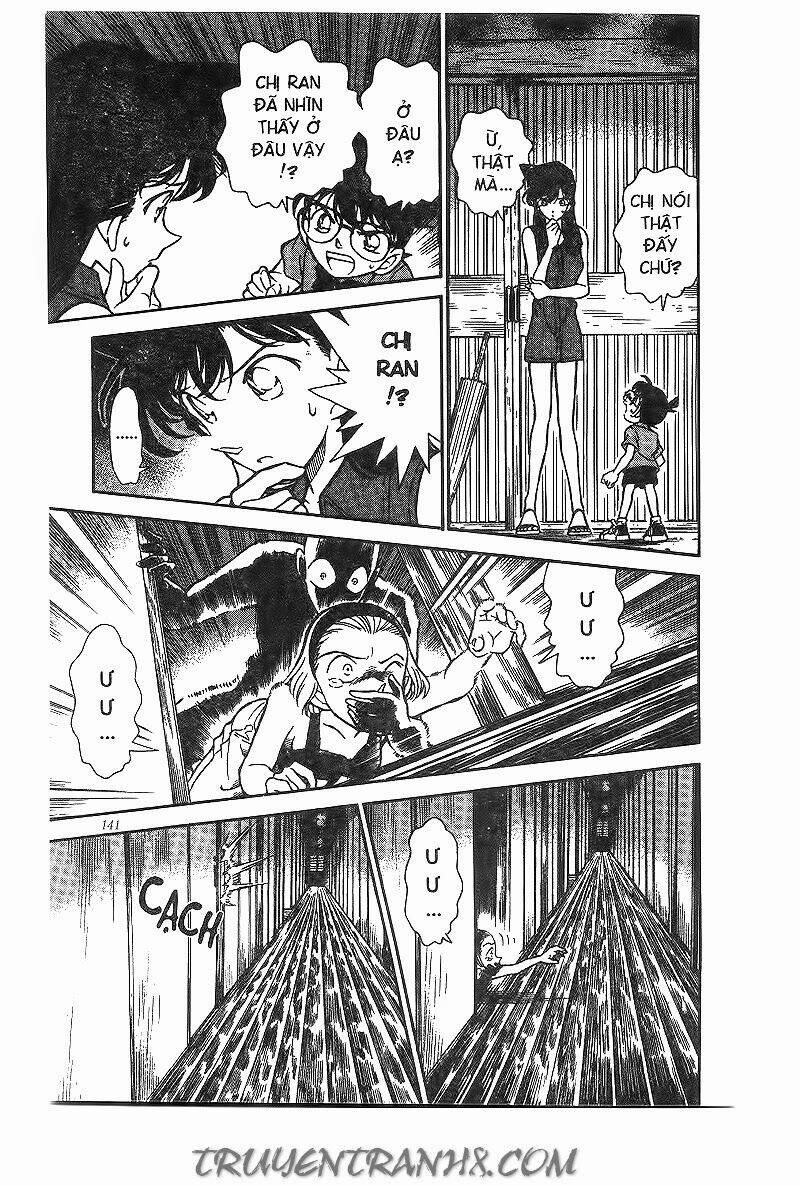 CHỊ NÓI
THẬT
ĐẤY
CHỨ?
Ừ,
THẬT
MÀ...
Ở
ĐÂU
Ạ?
CHỊ RAN
ĐÃ NHÌN
THẤY Ở
ĐÂU VẬY
!?
CHỊ
RAN
!?
......
Ư
Ư
...
Ư
Ư
...
Ư
Ư
...
CẠCH
141
TRUYENTRANH8.COM